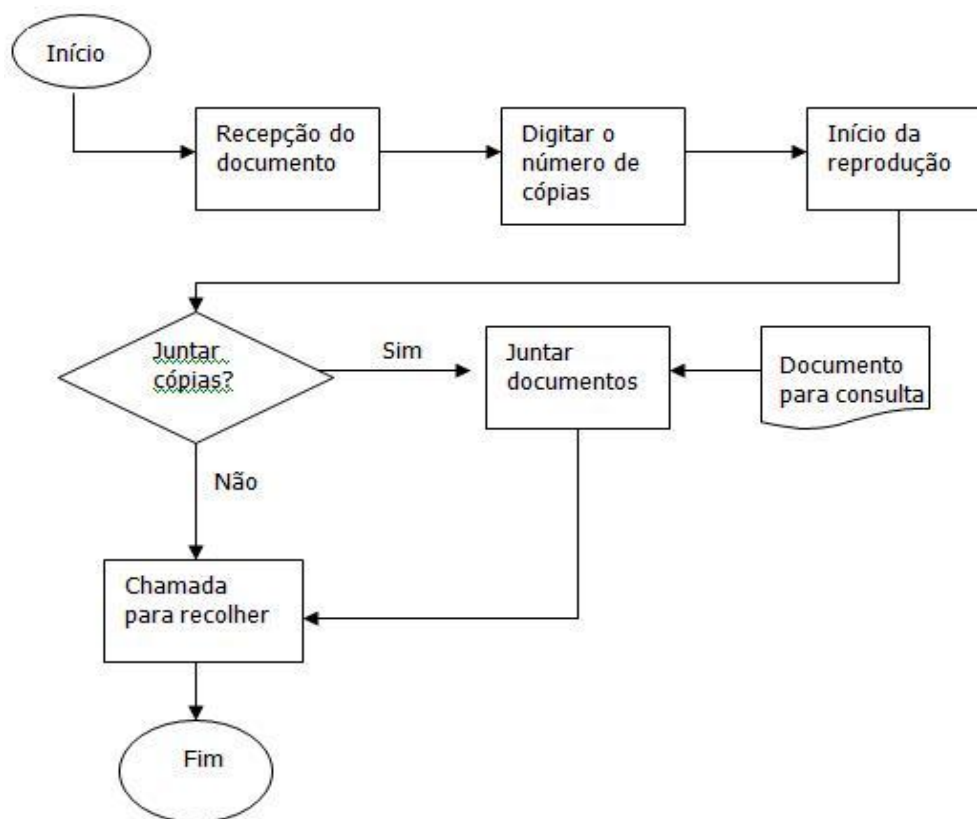 Início
Recepção do
documento
Digitar o
número de
cópias
Início da
reprodução
Juntar
cópias?
Sim
Juntar
documentos
Documento
para consulta
Não
Chamada
para recolher
Fim